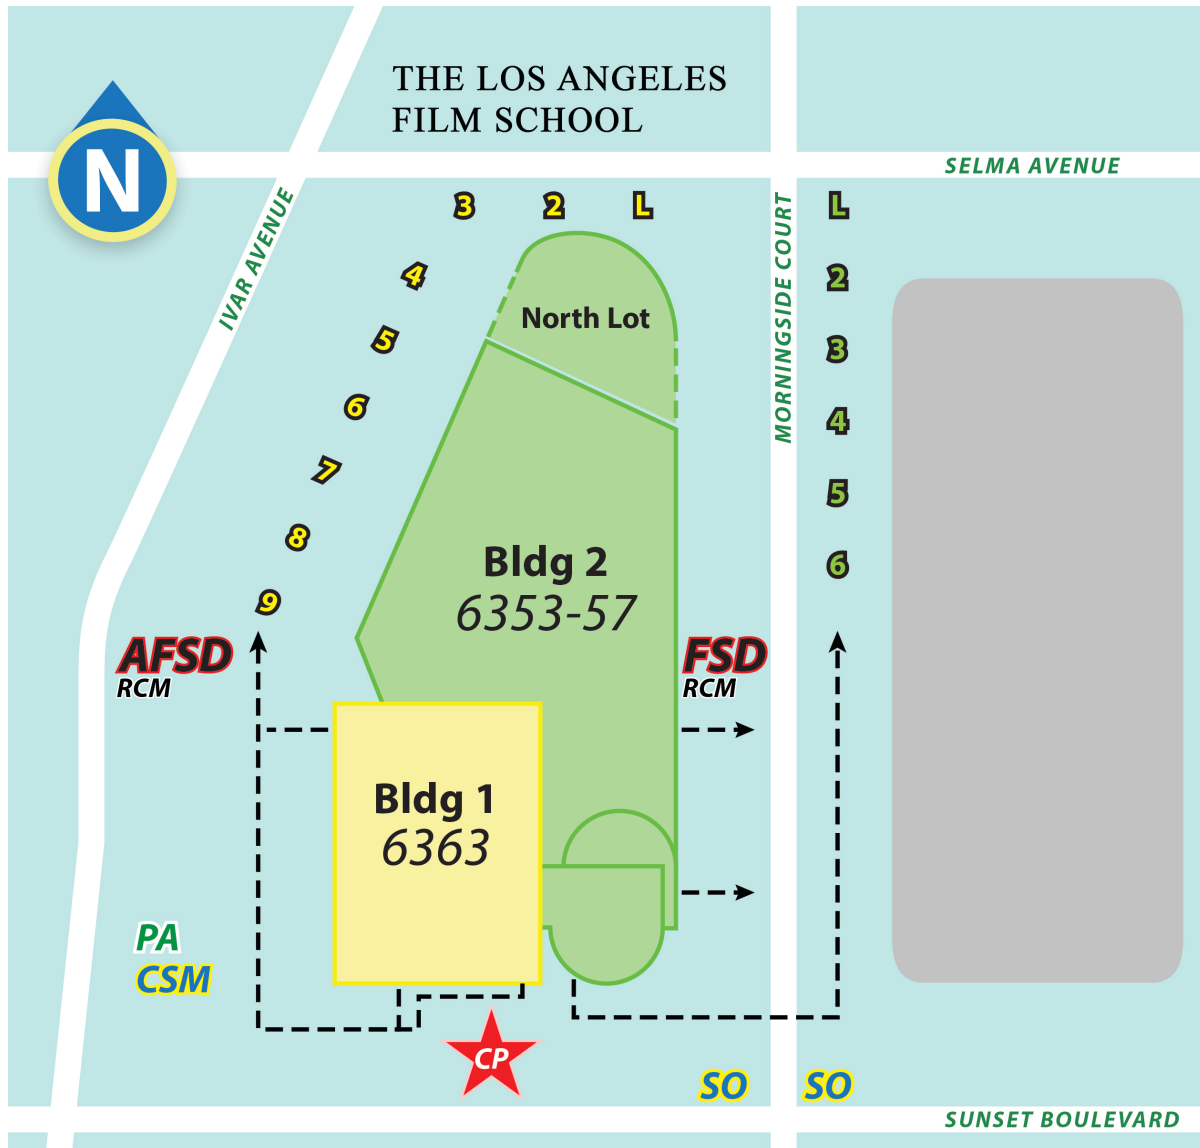 THE LOS ANGELES
FILM SCHOOL
N
SELMA AVENUE
IVAR AVENUE
MORNINGSIDE COURT
3 2 L
L
4
2
5
3
6
4
7
5
8
6
9
North Lot
Bldg 2
6353-57
AFSD
RCM
FSD
RCM
Bldg 1
6363
PA
CSM
CP
SO
SO
SUNSET BOULEVARD